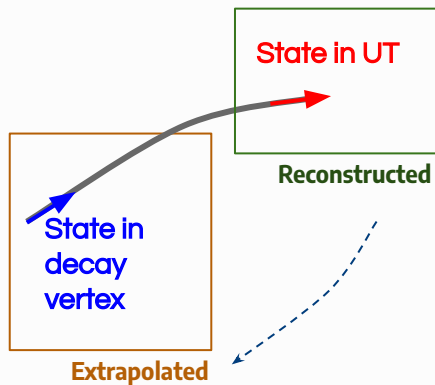 State in UT
Reconstructed
State in
decay
vertex
Extrapolated